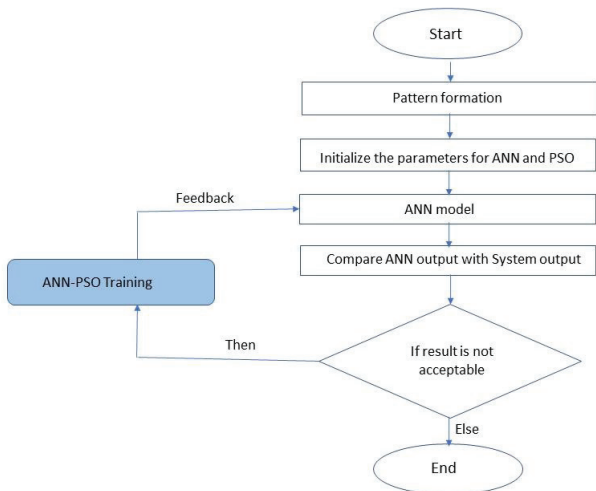 Start
Pattern formation
Initialize the parameters for ANN and PSO
Feedback
ANN model
Compare ANN output with System output
ANN-PSO Training
Then
If result is not
acceptable
Else
End